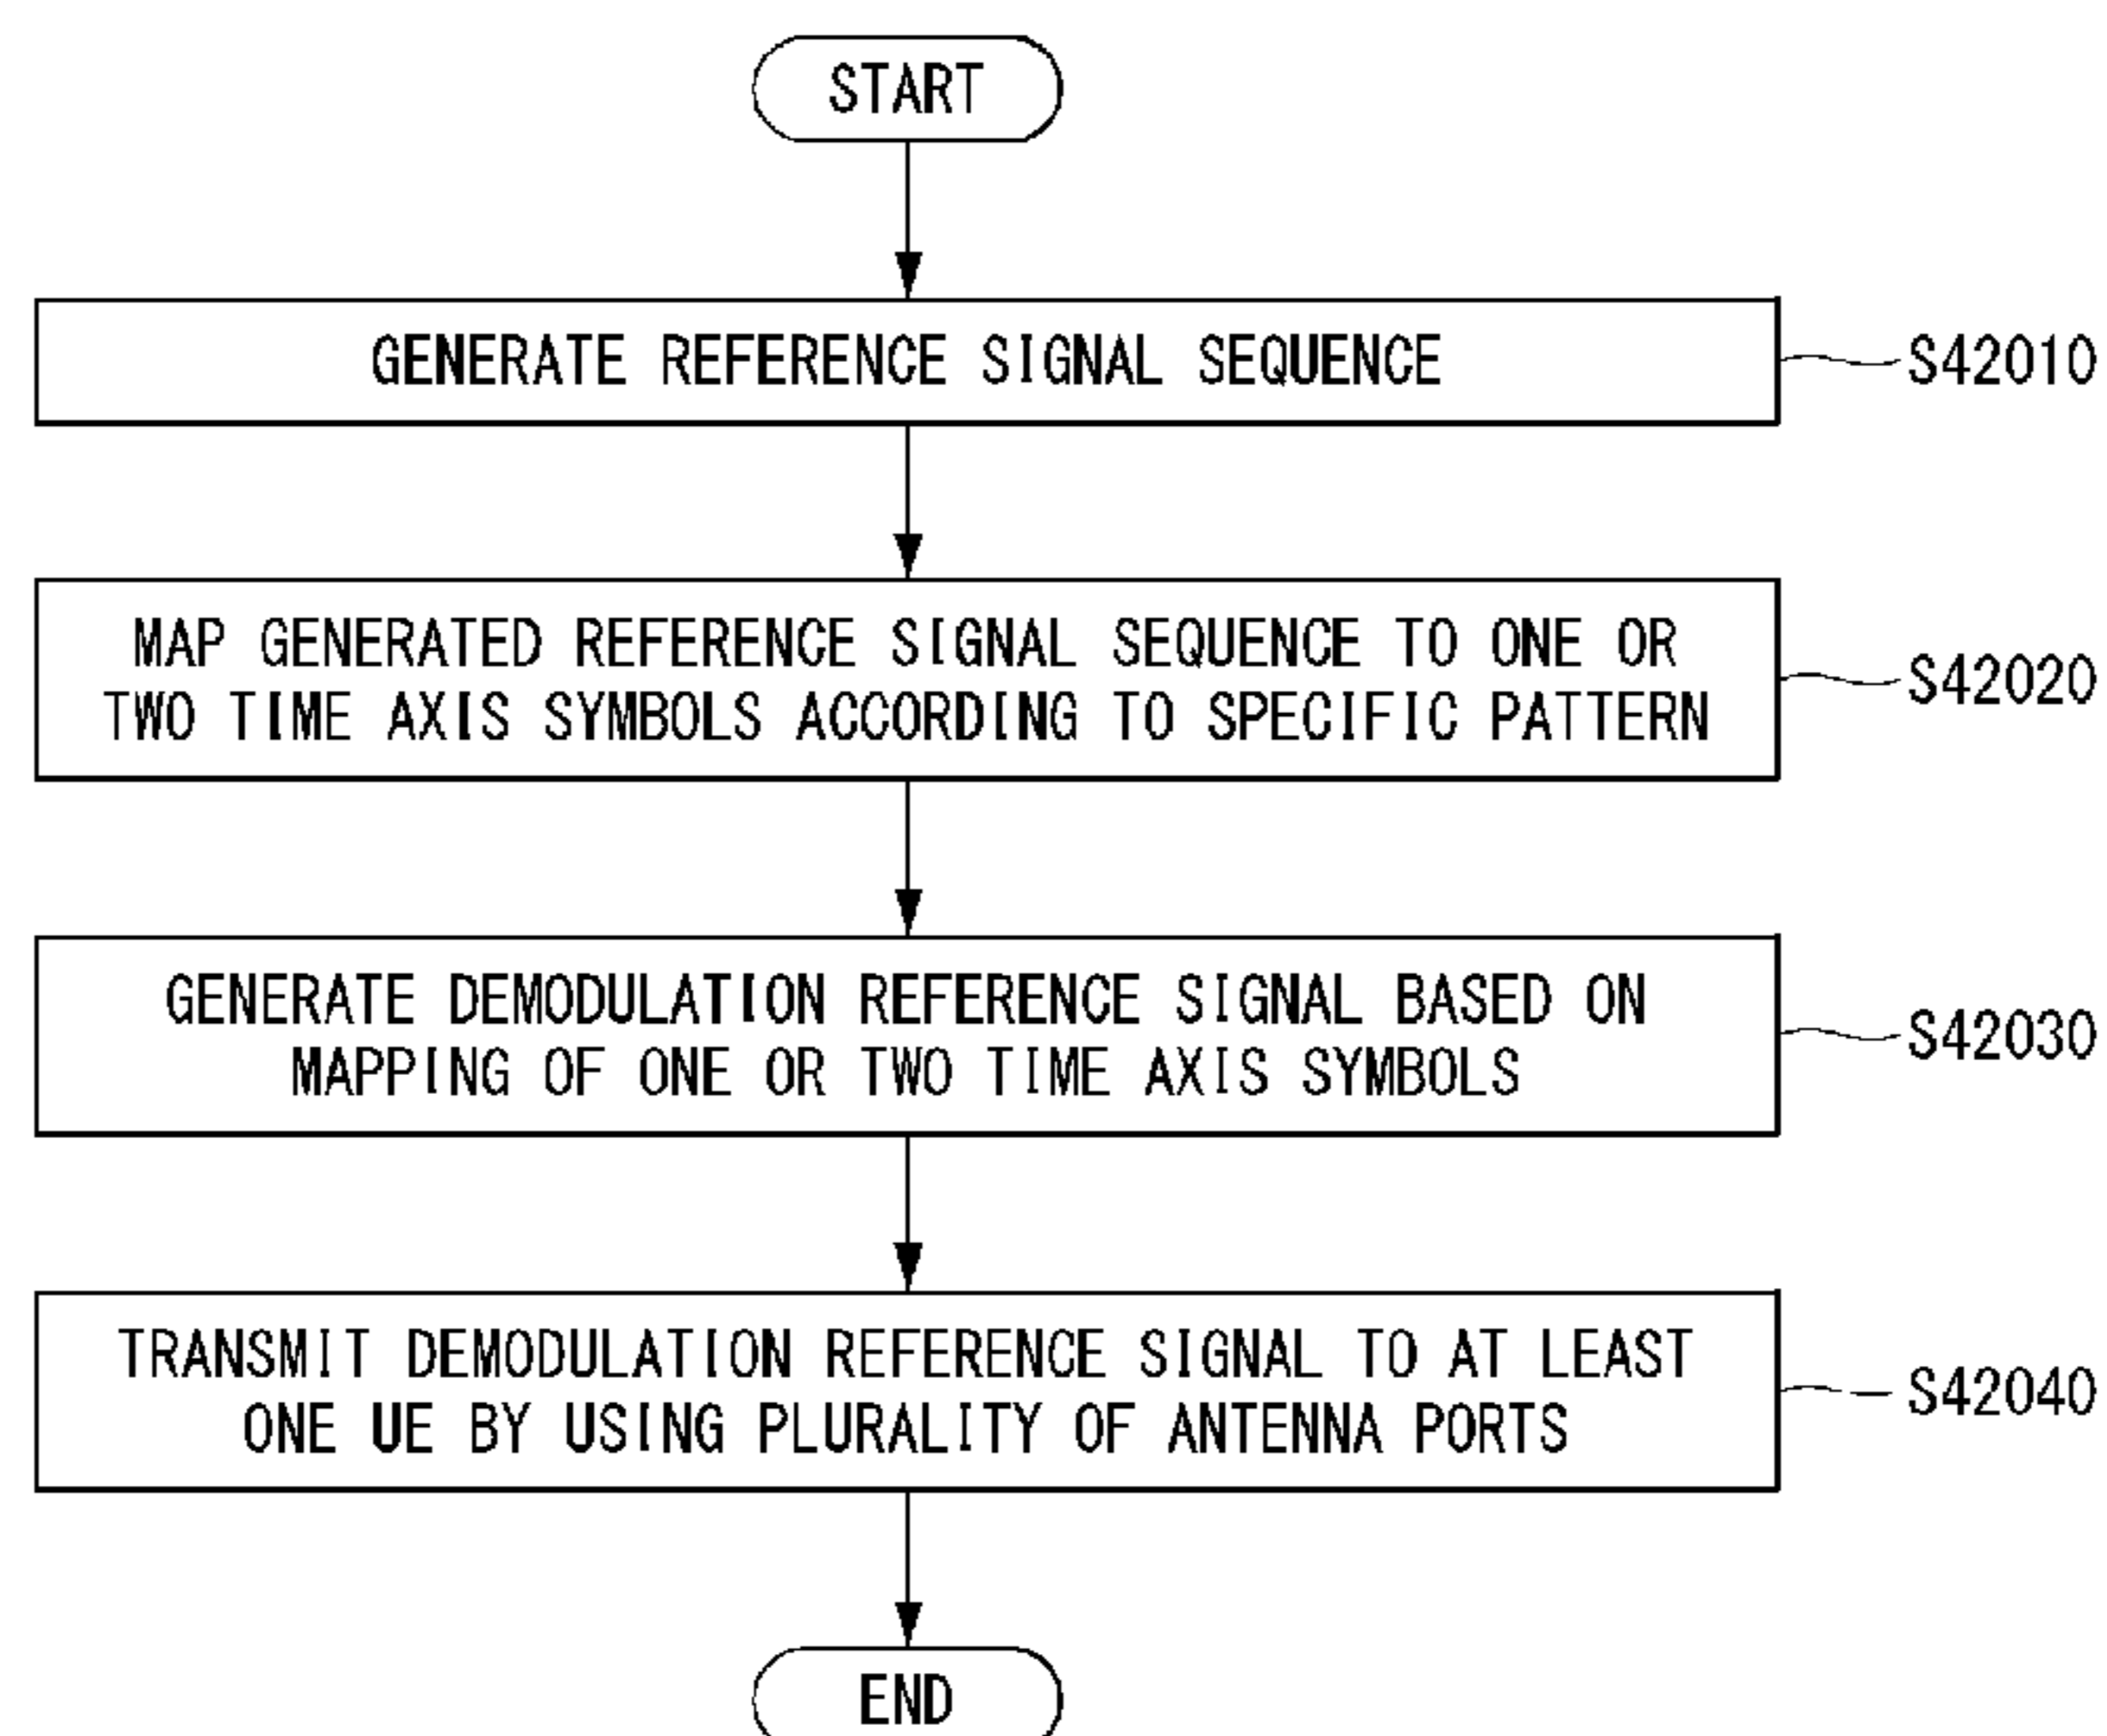 START
GENERATE REFERENCE SIGNAL SEQUENCE
S42010
MAP GENERATED REFERENCE SIGNAL SEQUENCE TO ONE OR
TWO TIME AXIS SYMBOLS ACCORDING TO SPECIFIC PATTERN
S42020
GENERATE DEMODULATION REFERENCE SIGNAL BASED ON
MAPPING OF ONE OR TWO TIME AXIS SYMBOLS
S42030
TRANSMIT DEMODULATION REFERENCE SIGNAL TO AT LEAST
ONE UE BY USING PLURALITY OF ANTENNA PORTS
S42040
END